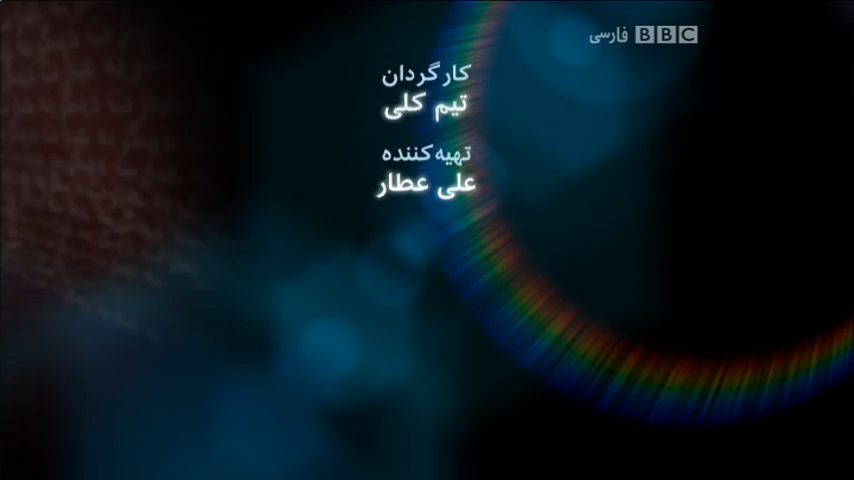 BBC فارسی
کارگردان
تیم کلی
تهیه‌کننده
علی عطار